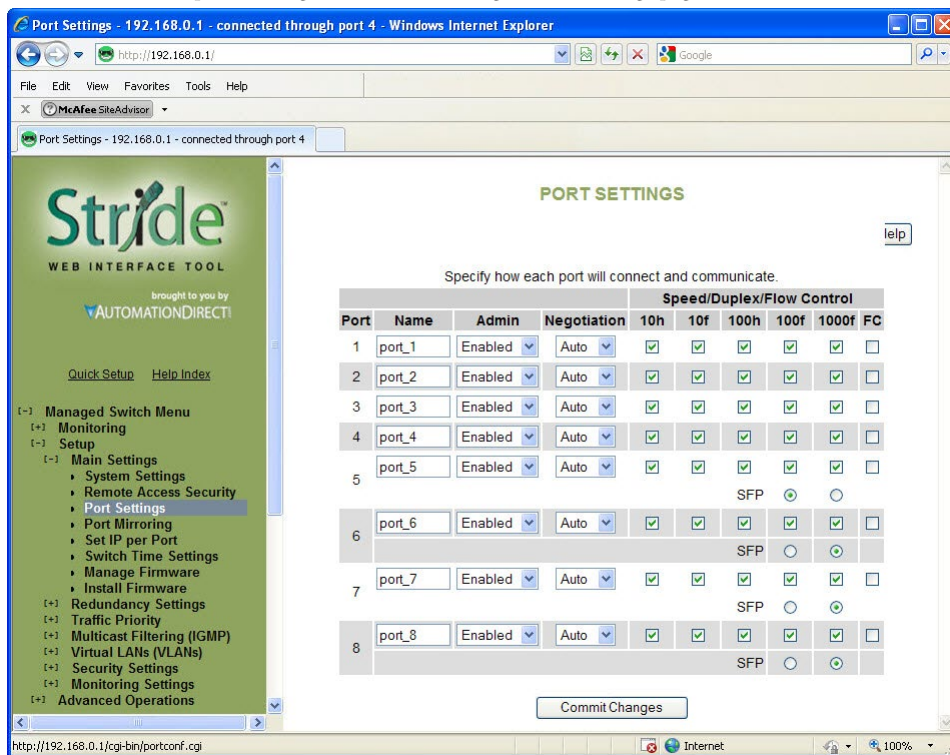 Port Settings - 192.168.0.1 - connected through port 4 - Windows Internet Explorer
http://192.168.0.1/
Google
File Edit View Favorites Tools Help
X McAfee SiteAdvisor
Port Settings - 192.168.0.1 - connected through port 4
Stride
WEB INTERFACE TOOL
brought to you by
AUTOMATIONDIRECT
Quick Setup Help Index
[-] Managed Switch Menu
[+] Monitoring
[-] Setup
[-] Main Settings
System Settings
Remote Access Security
Port Settings
Port Mirroring
Set IP per Port
Switch Time Settings
Manage Firmware
Install Firmware
[+] Redundancy Settings
[+] Traffic Priority
[+] Multicast Filtering (IGMP)
[+] Virtual LANs (VLANs)
[+] Security Settings
[+] Monitoring Settings
[+] Advanced Operations
PORT SETTINGS
lelp
Specify how each port will connect and communicate.
Speed/Duplex/Flow Control
Port Name Admin Negotiation 10h 10f 100h 100f 1000f FC
1 port_1 Enabled Auto
2 port_2 Enabled Auto
3 port_3 Enabled Auto
4 port_4 Enabled Auto
5 port_5 Enabled Auto
SFP
6 port_6 Enabled Auto
SFP
7 port_7 Enabled Auto
SFP
8 port_8 Enabled Auto
SFP
Commit Changes
http://192.168.0.1/cgi-bin/portconf.cgi Internet 100%